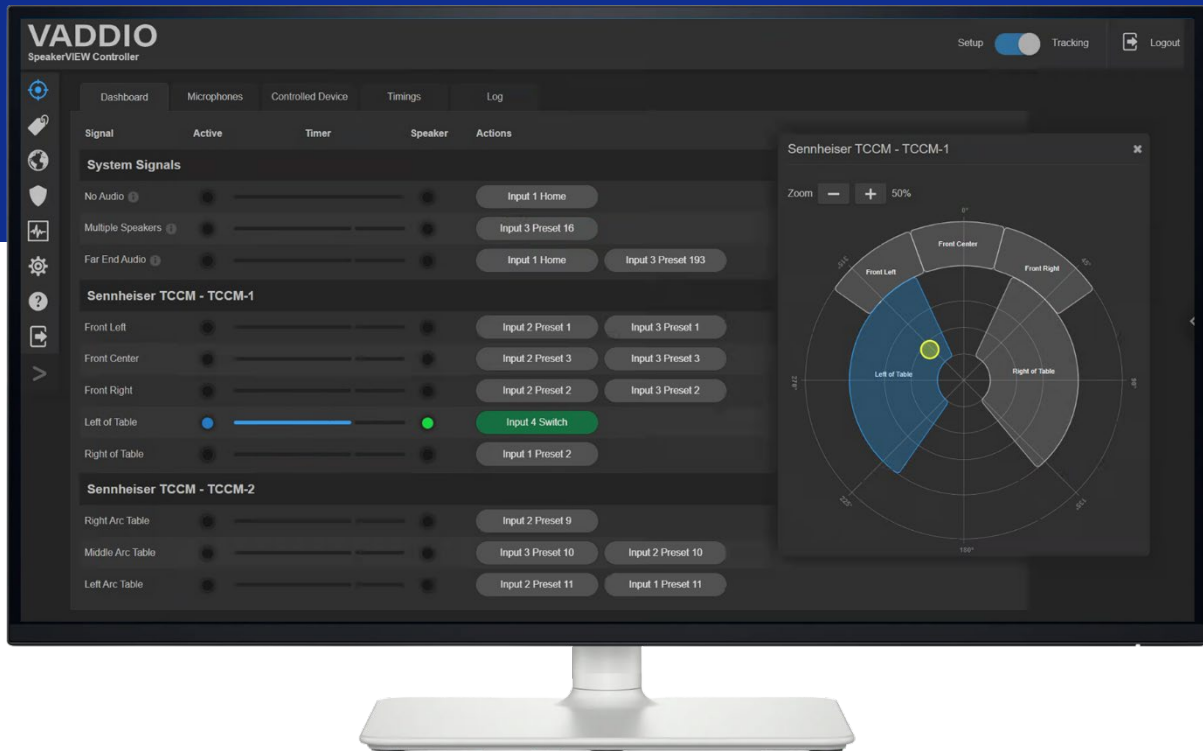 VADDIO
SpeakerVIEW Controller
Setup Tracking Logout
Dashboard Microphones Controlled Device Timings Log
Signal Active Timer Speaker Actions
System Signals
No Audio Input 1 Home
Multiple Speakers Input 3 Preset 16
Far End Audio Input 1 Home Input 3 Preset 193
Sennheiser TCCM - TCCM-1
Front Left Input 2 Preset 1 Input 3 Preset 1
Front Center Input 2 Preset 3 Input 3 Preset 3
Front Right Input 2 Preset 2 Input 3 Preset 2
Left of Table Input 4 Switch
Right of Table Input 1 Preset 2
Sennheiser TCCM - TCCM-2
Right Arc Table Input 2 Preset 9
Middle Arc Table Input 3 Preset 10 Input 2 Preset 10
Left Arc Table Input 2 Preset 11 Input 1 Preset 11
Sennheiser TCCM - TCCM-1
Zoom 50%
0°
Front Center
315° Front Left Front Right 45°
270° Left of Table Right of Table 90°
225° 135°
180°